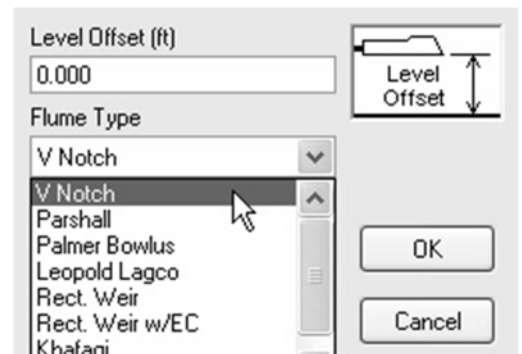 Level Offset (ft)
0.000
Level
Offset
Flume Type
V Notch
V Notch
Parshall
Palmer Bowlus
Leopold Lagco
Rect. Weir
Rect. Weir w/EC
Khafagi
OK
Cancel